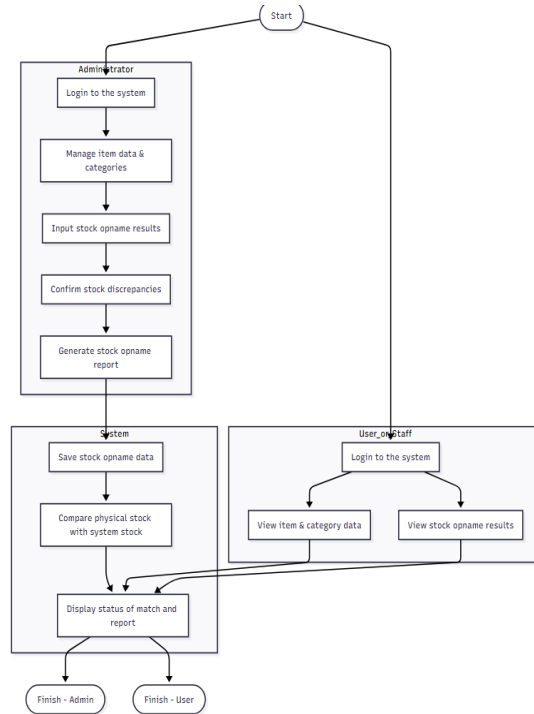 Start
Administrator
Login to the system
Manage item data &
categories
Input stock opname results
Confirm stock discrepancies
Generate stock opname
report
System
Save stock opname data
Compare physical stock
with system stock
User_or_Staff
Login to the system
View item & category data
View stock opname results
Display status of match and
report
Finish - Admin
Finish - User